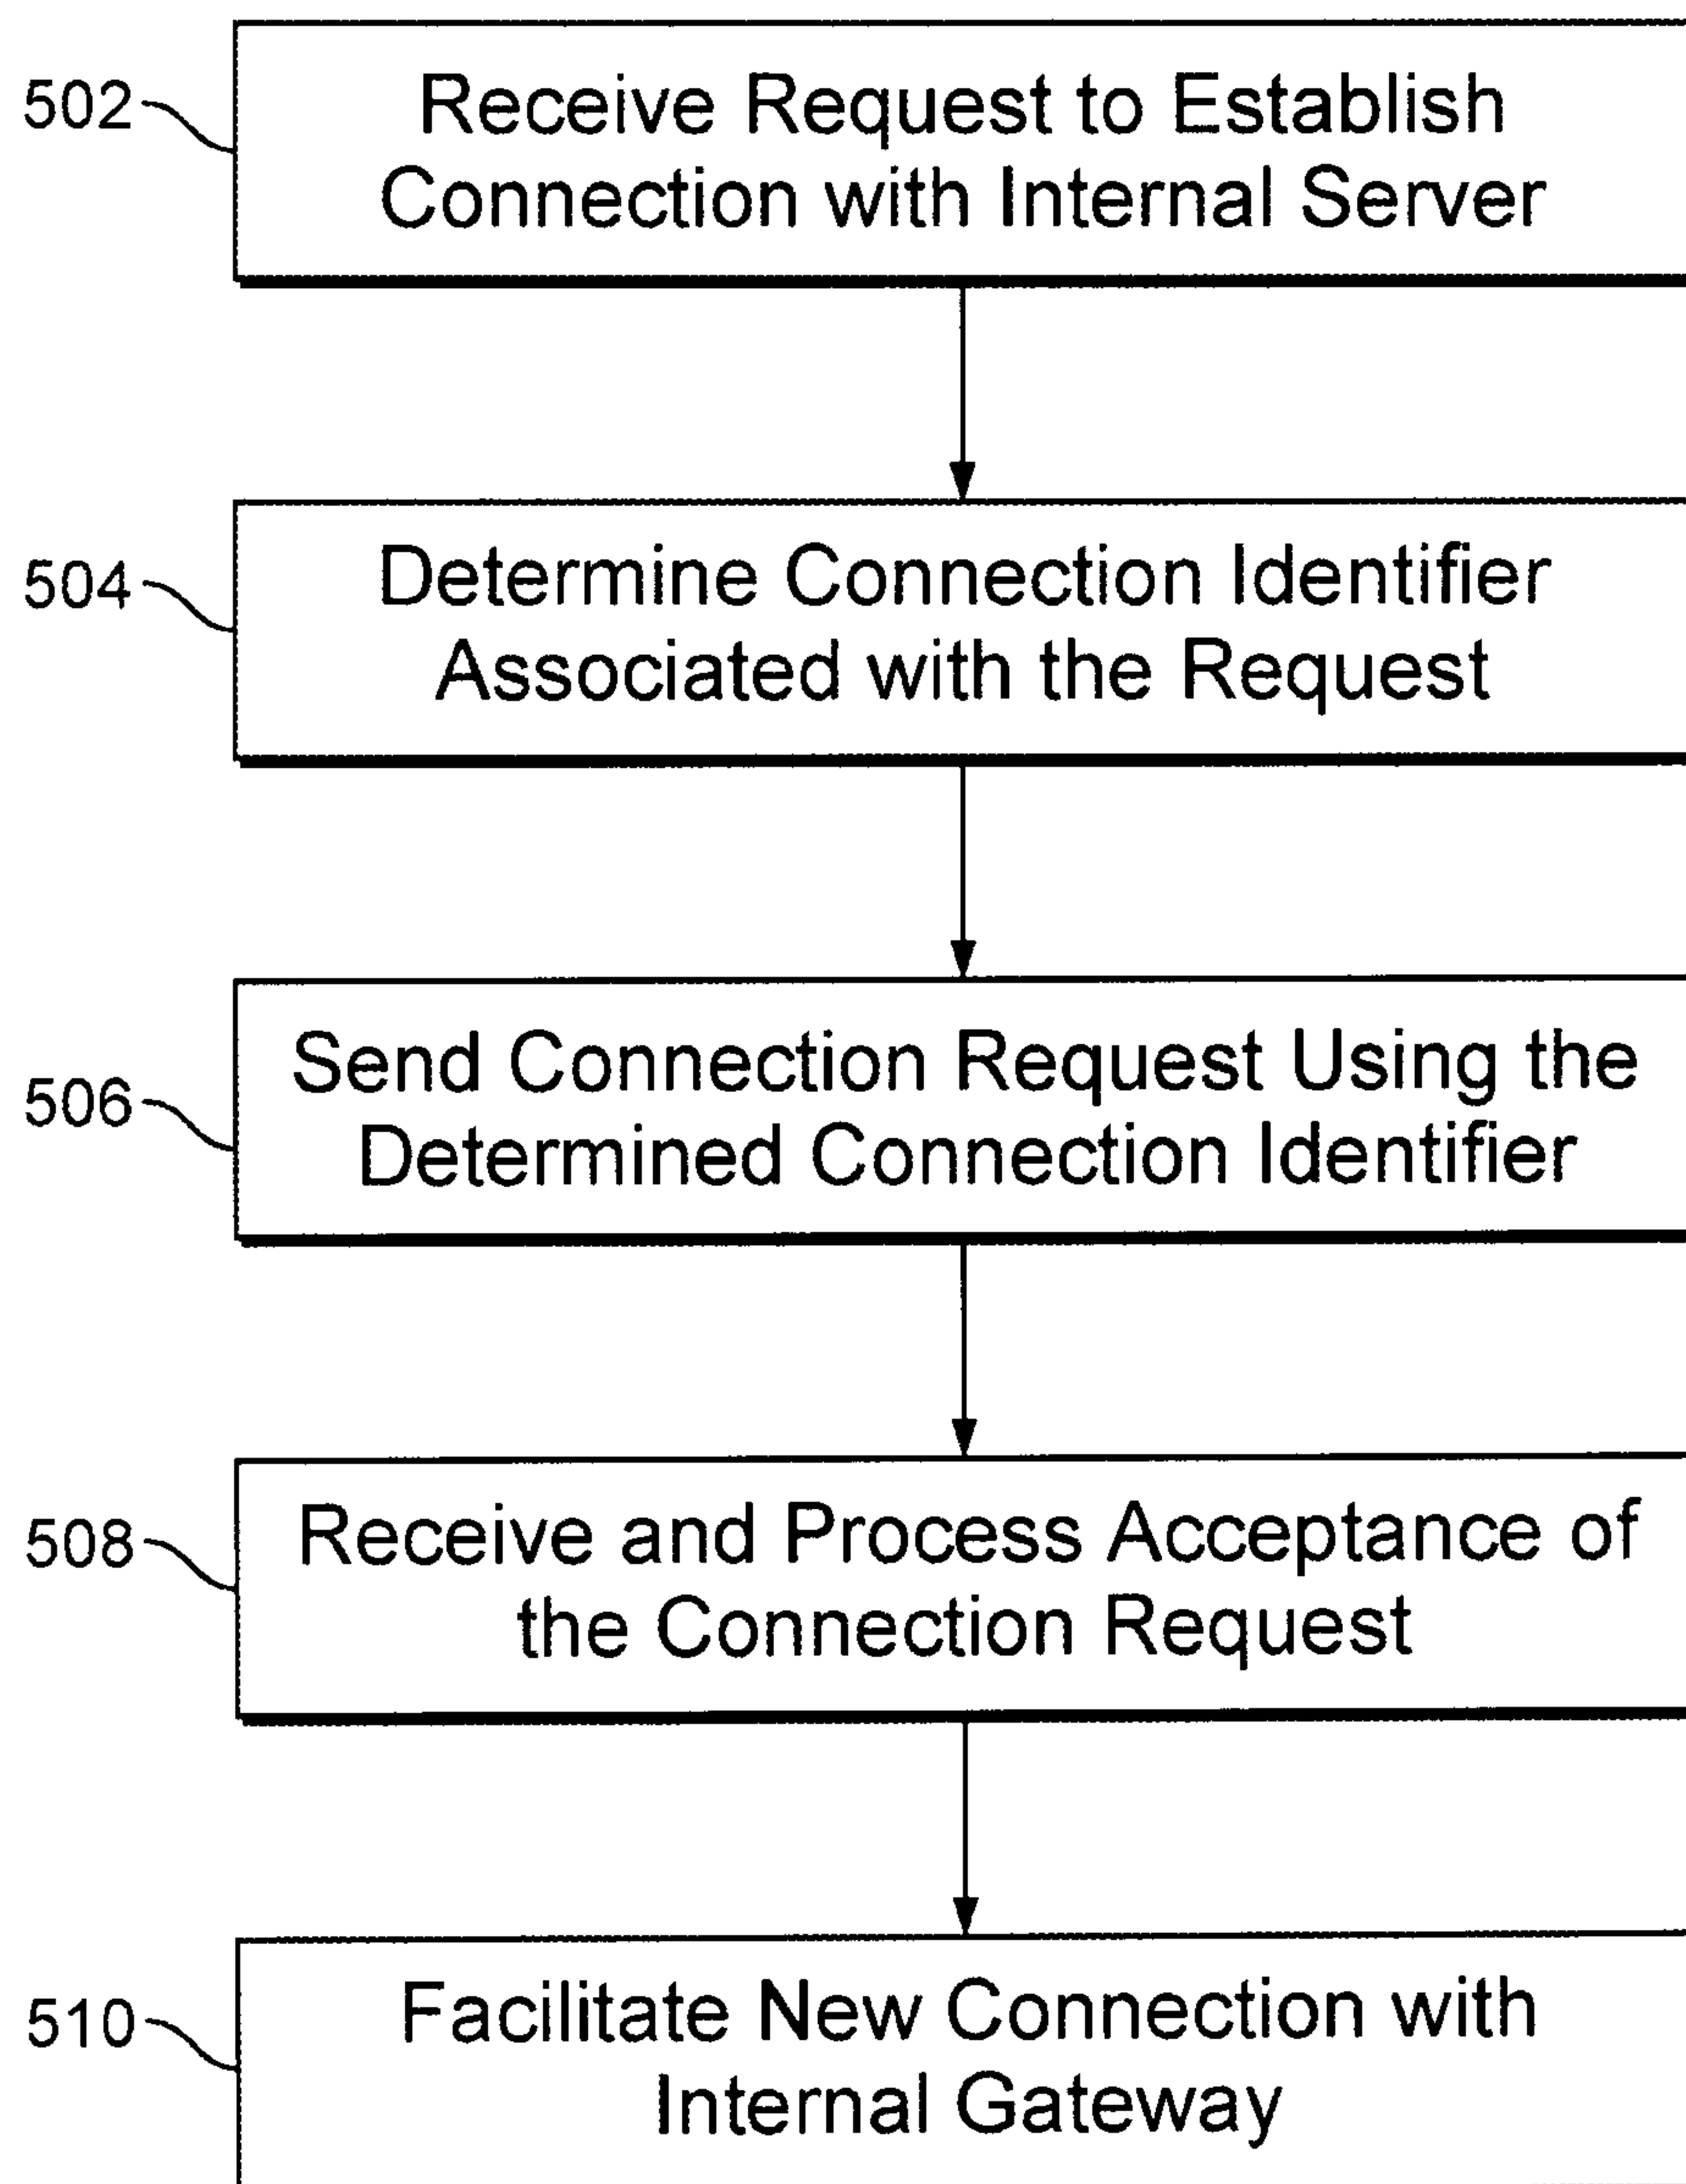 502
Receive Request to Establish
Connection with Internal Server
504
Determine Connection Identifier
Associated with the Request
506
Send Connection Request Using the
Determined Connection Identifier
508
Receive and Process Acceptance of
the Connection Request
510
Facilitate New Connection with
Internal Gateway